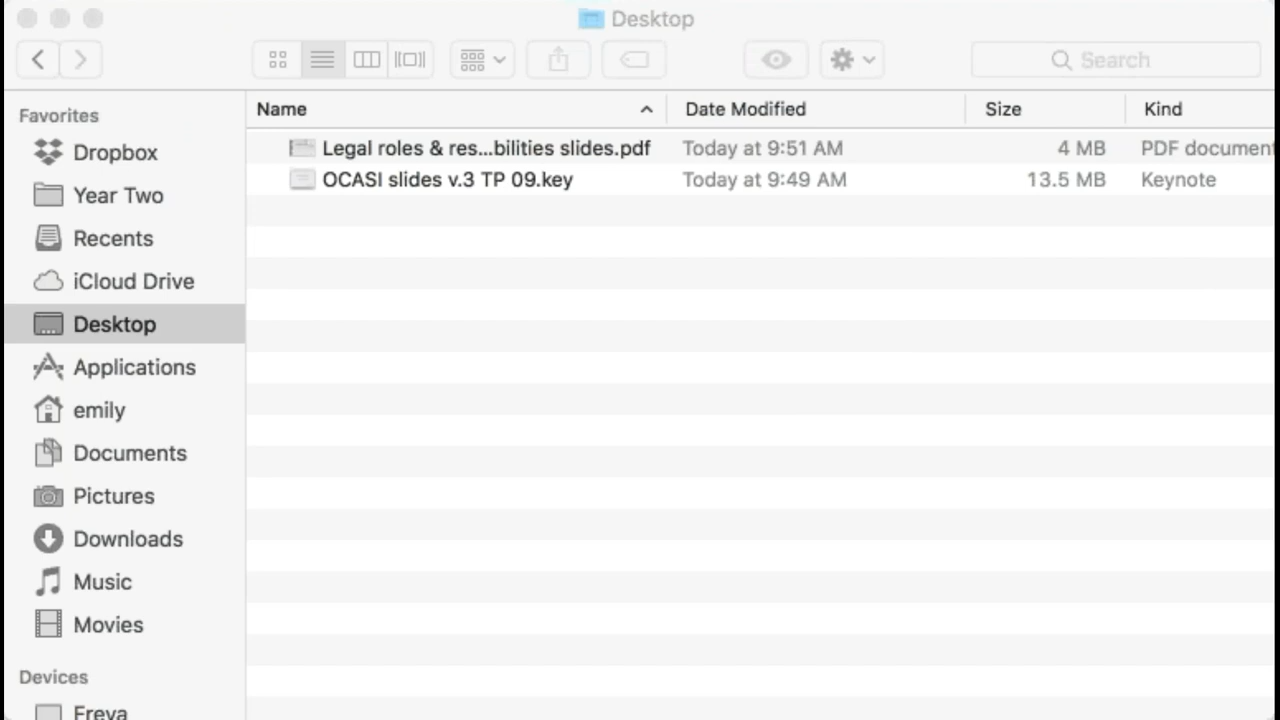 Desktop
Search
Favorites
Dropbox
Year Two
Recents
iCloud Drive
Desktop
Applications
emily
Documents
Pictures
Downloads
Music
Movies
Devices
Freya
Name Date Modified Size Kind
Legal roles & res...bilities slides.pdf Today at 9:51 AM 4 MB PDF document
OCASI slides v.3 TP 09.key Today at 9:49 AM 13.5 MB Keynote